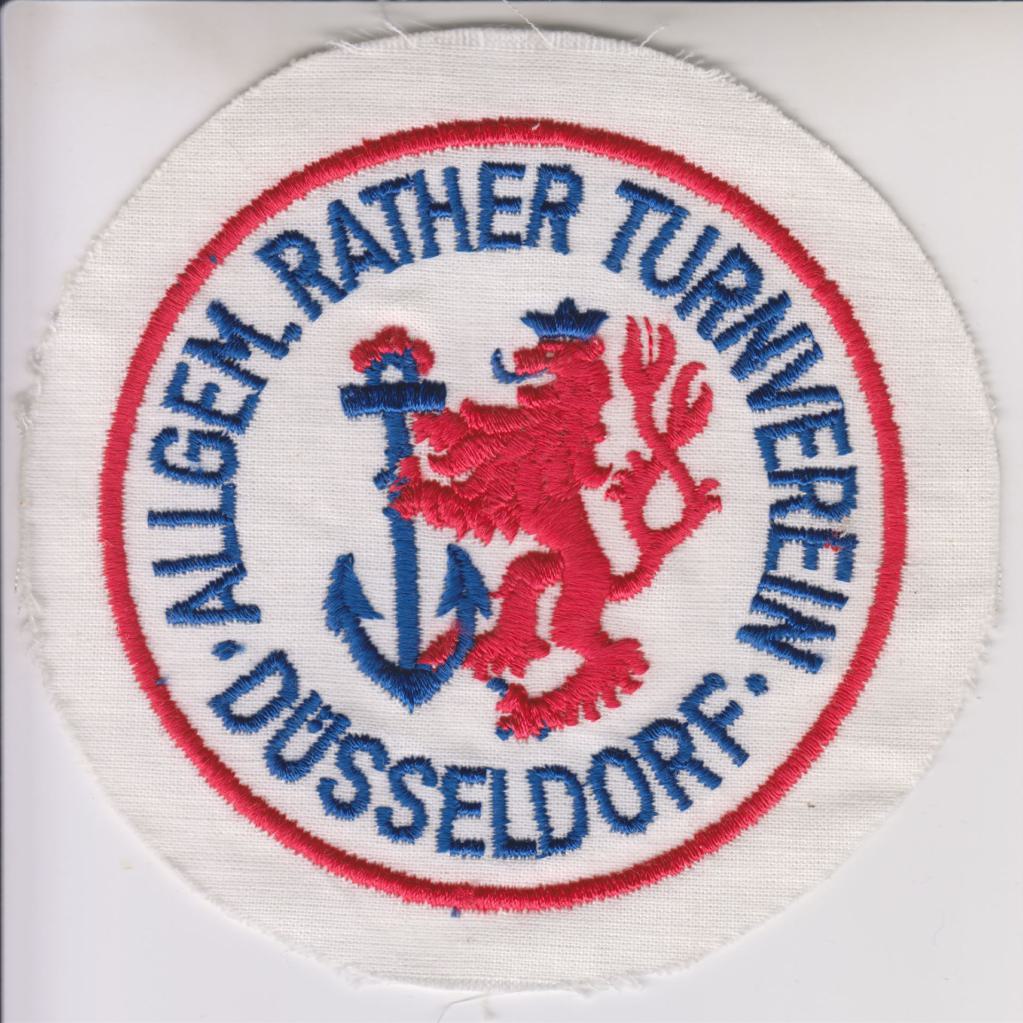 ALLGEM. RATHER TURNVEREIN
· DÜSSELDORF ·